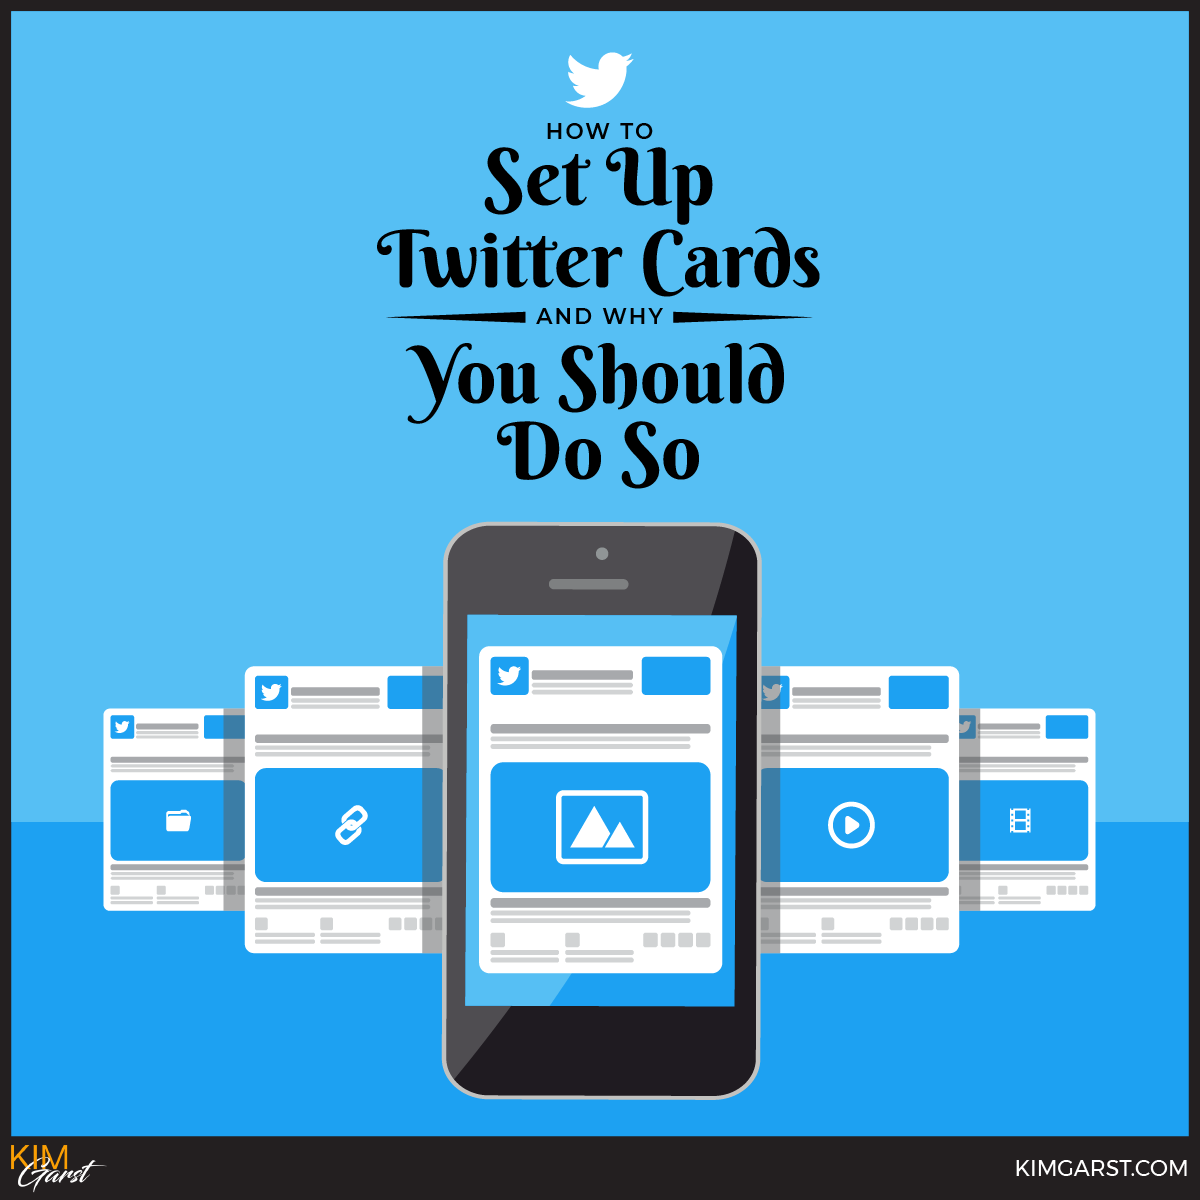 HOW TO
Set Up
Twitter Cards
AND WHY
You Should
Do So
KIM
Garst
KIMGARST.COM